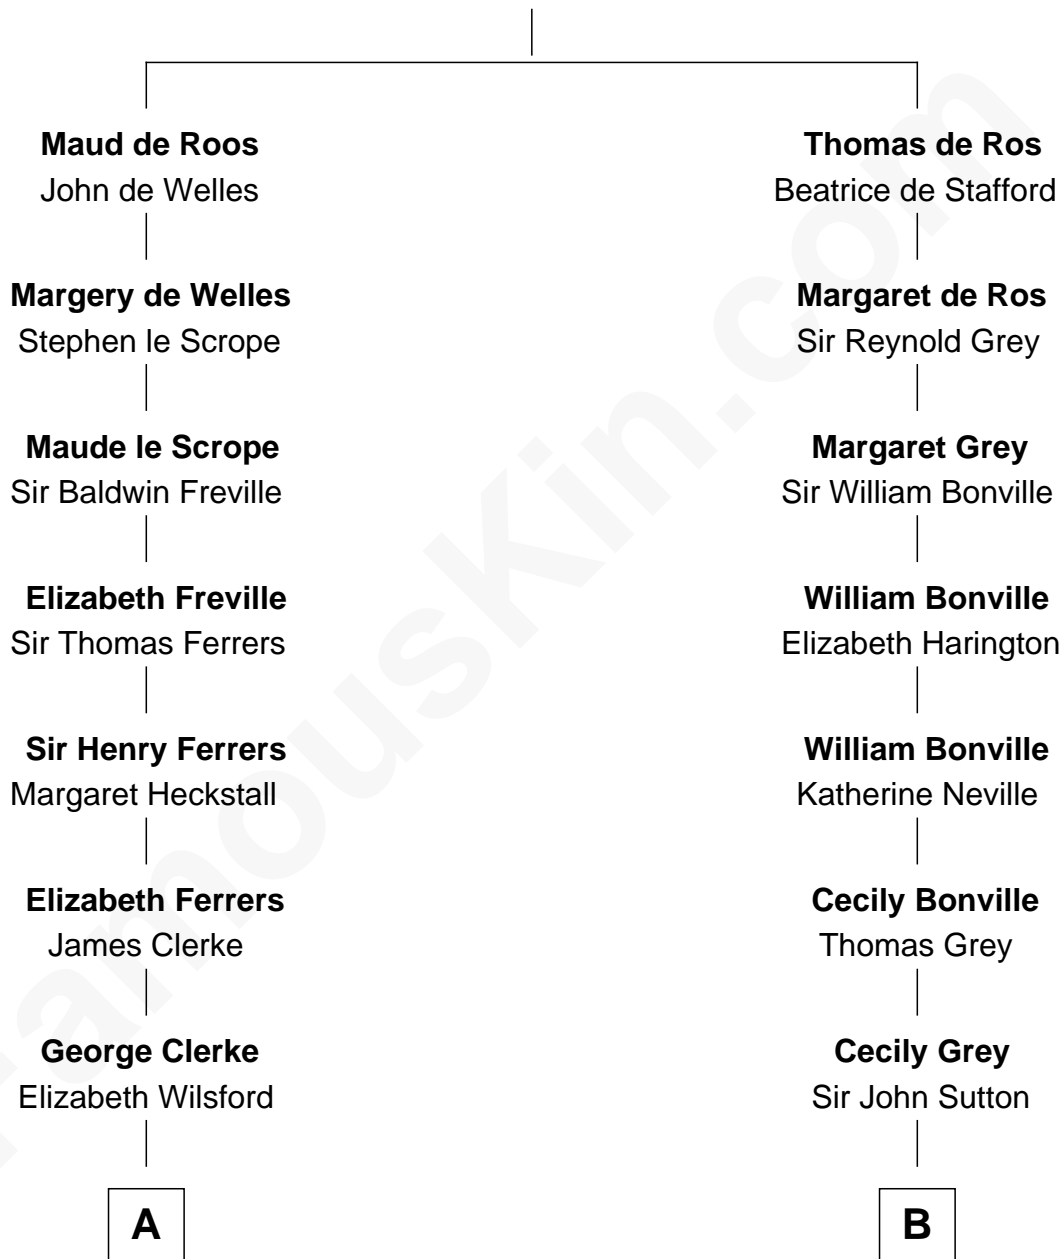 Maud de Roos
John de Welles
Margery de Welles
Stephen le Scrope
Maude le Scrope
Sir Baldwin Freville
Elizabeth Freville
Sir Thomas Ferrers
Sir Henry Ferrers
Margaret Heckstall
Elizabeth Ferrers
James Clerke
George Clerke
Elizabeth Wilsford
A
Thomas de Ros
Beatrice de Stafford
Margaret de Ros
Sir Reynold Grey
Margaret Grey
Sir William Bonville
William Bonville
Elizabeth Harington
William Bonville
Katherine Neville
Cecily Bonville
Thomas Grey
Cecily Grey
Sir John Sutton
B
FamousKin.com